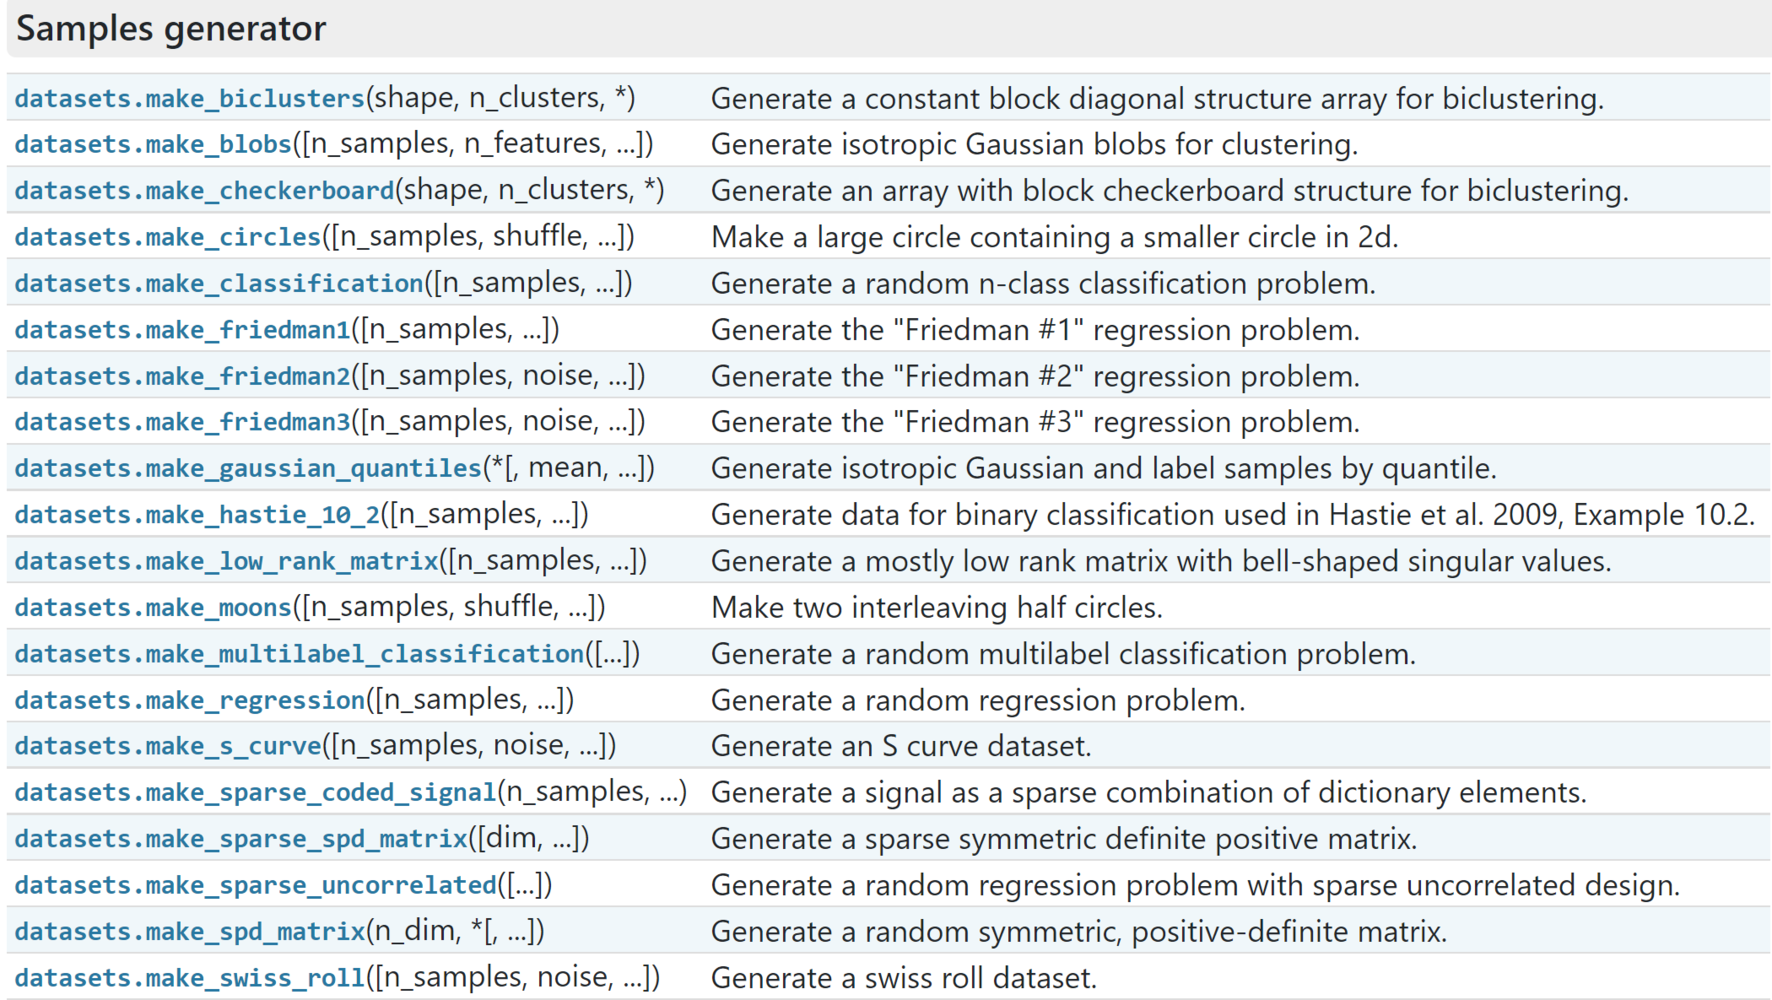 Samples generator
datasets.make_biclusters(shape, n_clusters, *) Generate a constant block diagonal structure array for biclustering.
datasets.make_blobs([n_samples, n_features, ...]) Generate isotropic Gaussian blobs for clustering.
datasets.make_checkerboard(shape, n_clusters, *) Generate an array with block checkerboard structure for biclustering.
datasets.make_circles([n_samples, shuffle, ...]) Make a large circle containing a smaller circle in 2d.
datasets.make_classification([n_samples, ...]) Generate a random n-class classification problem.
datasets.make_friedman1([n_samples, ...]) Generate the "Friedman #1" regression problem.
datasets.make_friedman2([n_samples, noise, ...]) Generate the "Friedman #2" regression problem.
datasets.make_friedman3([n_samples, noise, ...]) Generate the "Friedman #3" regression problem.
datasets.make_gaussian_quantiles(*[, mean, ...]) Generate isotropic Gaussian and label samples by quantile.
datasets.make_hastie_10_2([n_samples, ...]) Generate data for binary classification used in Hastie et al. 2009, Example 10.2.
datasets.make_low_rank_matrix([n_samples, ...]) Generate a mostly low rank matrix with bell-shaped singular values.
datasets.make_moons([n_samples, shuffle, ...]) Make two interleaving half circles.
datasets.make_multilabel_classification([...]) Generate a random multilabel classification problem.
datasets.make_regression([n_samples, ...]) Generate a random regression problem.
datasets.make_s_curve([n_samples, noise, ...]) Generate an S curve dataset.
datasets.make_sparse_coded_signal(n_samples, ...) Generate a signal as a sparse combination of dictionary elements.
datasets.make_sparse_spd_matrix([dim, ...]) Generate a sparse symmetric definite positive matrix.
datasets.make_sparse_uncorrelated([...]) Generate a random regression problem with sparse uncorrelated design.
datasets.make_spd_matrix(n_dim, *[, ...]) Generate a random symmetric, positive-definite matrix.
datasets.make_swiss_roll([n_samples, noise, ...]) Generate a swiss roll dataset.